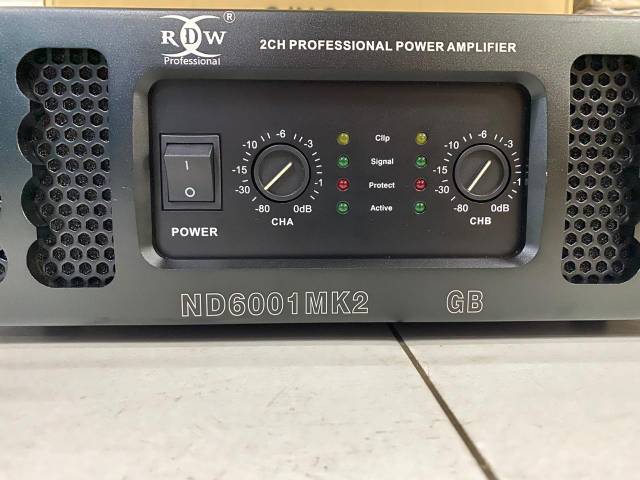 RDW ®
Professional
2CH PROFESSIONAL POWER AMPLIFIER
I
O
POWER
-80 -30 -15 -10 -6 -3 -1 0dB
CHA
Clip
Signal
Protect
Active
-80 -30 -15 -10 -6 -3 -1 0dB
CHB
ND6001MK2 GB